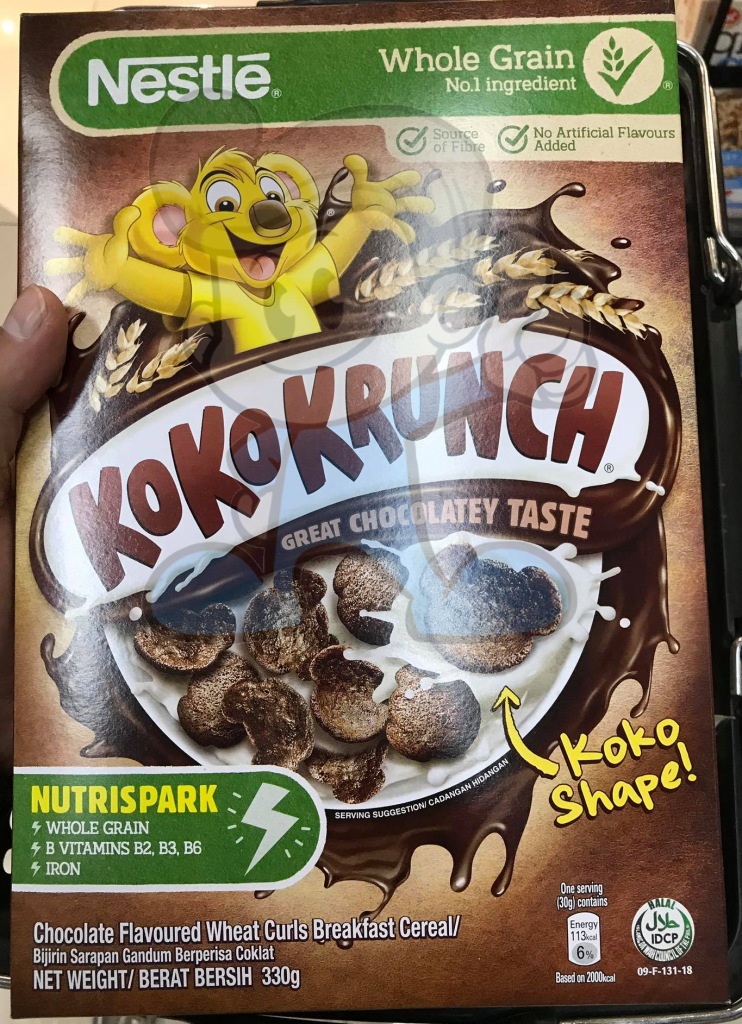 Nestlé®
Whole Grain
No.1 ingredient
®
Source
of Fibre
No Artificial Flavours
Added
®
KOKO KRUNCH®
GREAT CHOCOLATEY TASTE
Koko
Shape!
SERVING SUGGESTION/ CADANGAN HIDANGAN
NUTRISPARK
WHOLE GRAIN
B VITAMINS B2, B3, B6
IRON
Chocolate Flavoured Wheat Curls Breakfast Cereal/
Bijirin Sarapan Gandum Berperisa Coklat
NET WEIGHT/ BERAT BERSIH 330g
One serving
(30g) contains
Energy
113kcal
6%
Based on 2000kcal
HALAL
حلال
IDCP
09-F-131-18